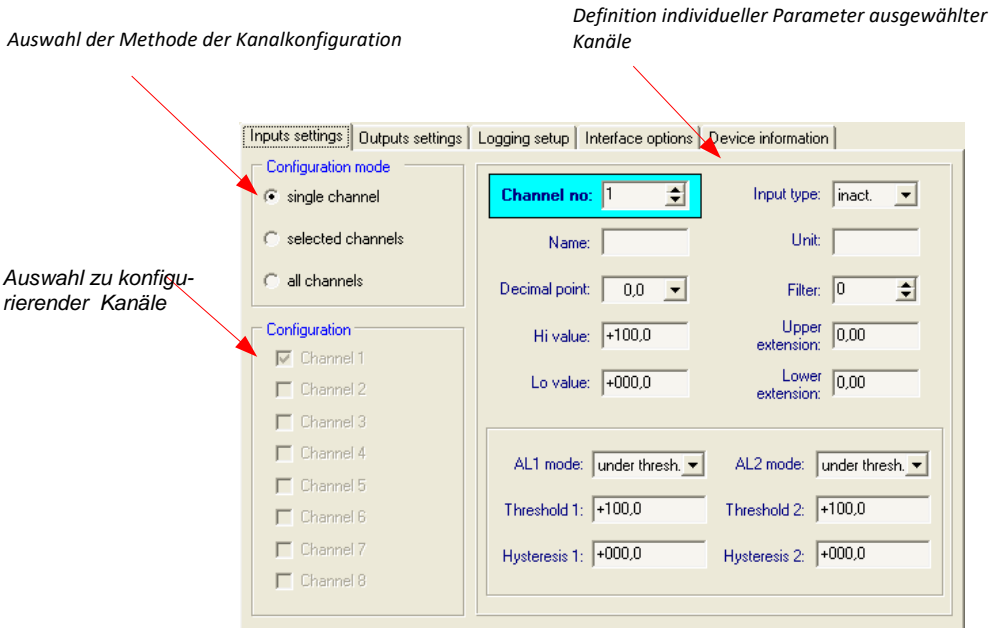 Auswahl der Methode der Kanalkonfiguration
Definition individueller Parameter ausgewählter
Kanäle
Inputs settings
Outputs settings
Logging setup
Interface options
Device information
Configuration mode
single channel
selected channels
all channels
Auswahl zu konfigu-
rierender Kanäle
Configuration
Channel 1
Channel 2
Channel 3
Channel 4
Channel 5
Channel 6
Channel 7
Channel 8
Channel no: 1
Input type: inact.
Name:
Unit:
Decimal point: 0,0
Filter: 0
Hi value: +100,0
Upper
extension: 0,00
Lo value: +000,0
Lower
extension: 0,00
AL1 mode: under thresh.
AL2 mode: under thresh.
Threshold 1: +100,0
Threshold 2: +100,0
Hysteresis 1: +000,0
Hysteresis 2: +000,0